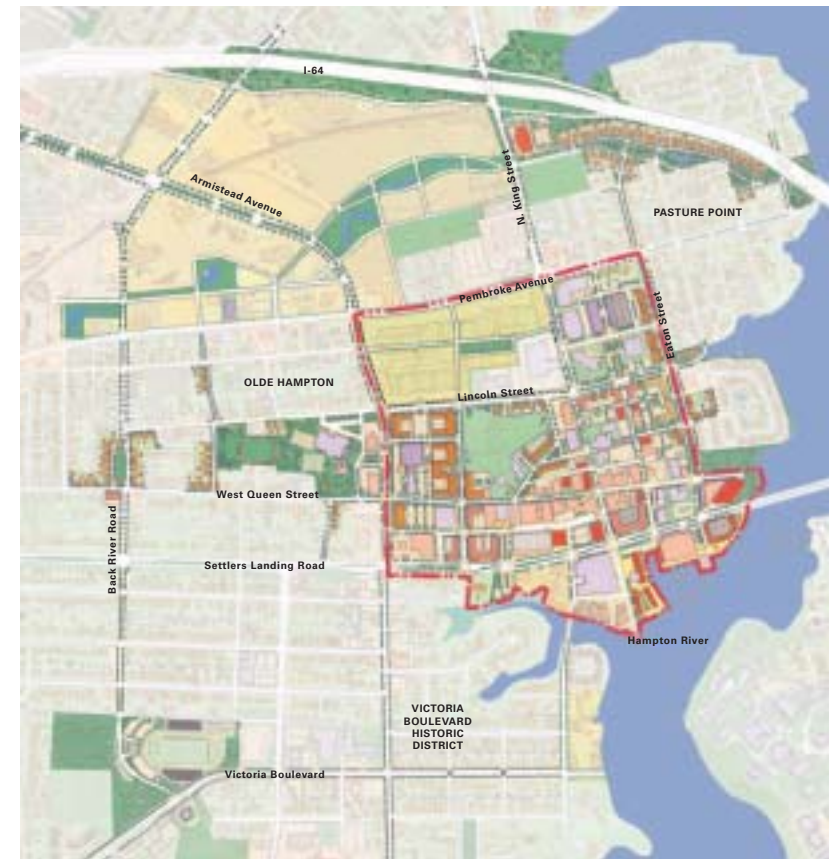 I-64
Armistead Avenue
N. King Street
PASTURE POINT
Pembroke Avenue
Eaton Street
OLDE HAMPTON
Lincoln Street
West Queen Street
Back River Road
Settlers Landing Road
Hampton River
VICTORIA
BOULEVARD
HISTORIC
DISTRICT
Victoria Boulevard